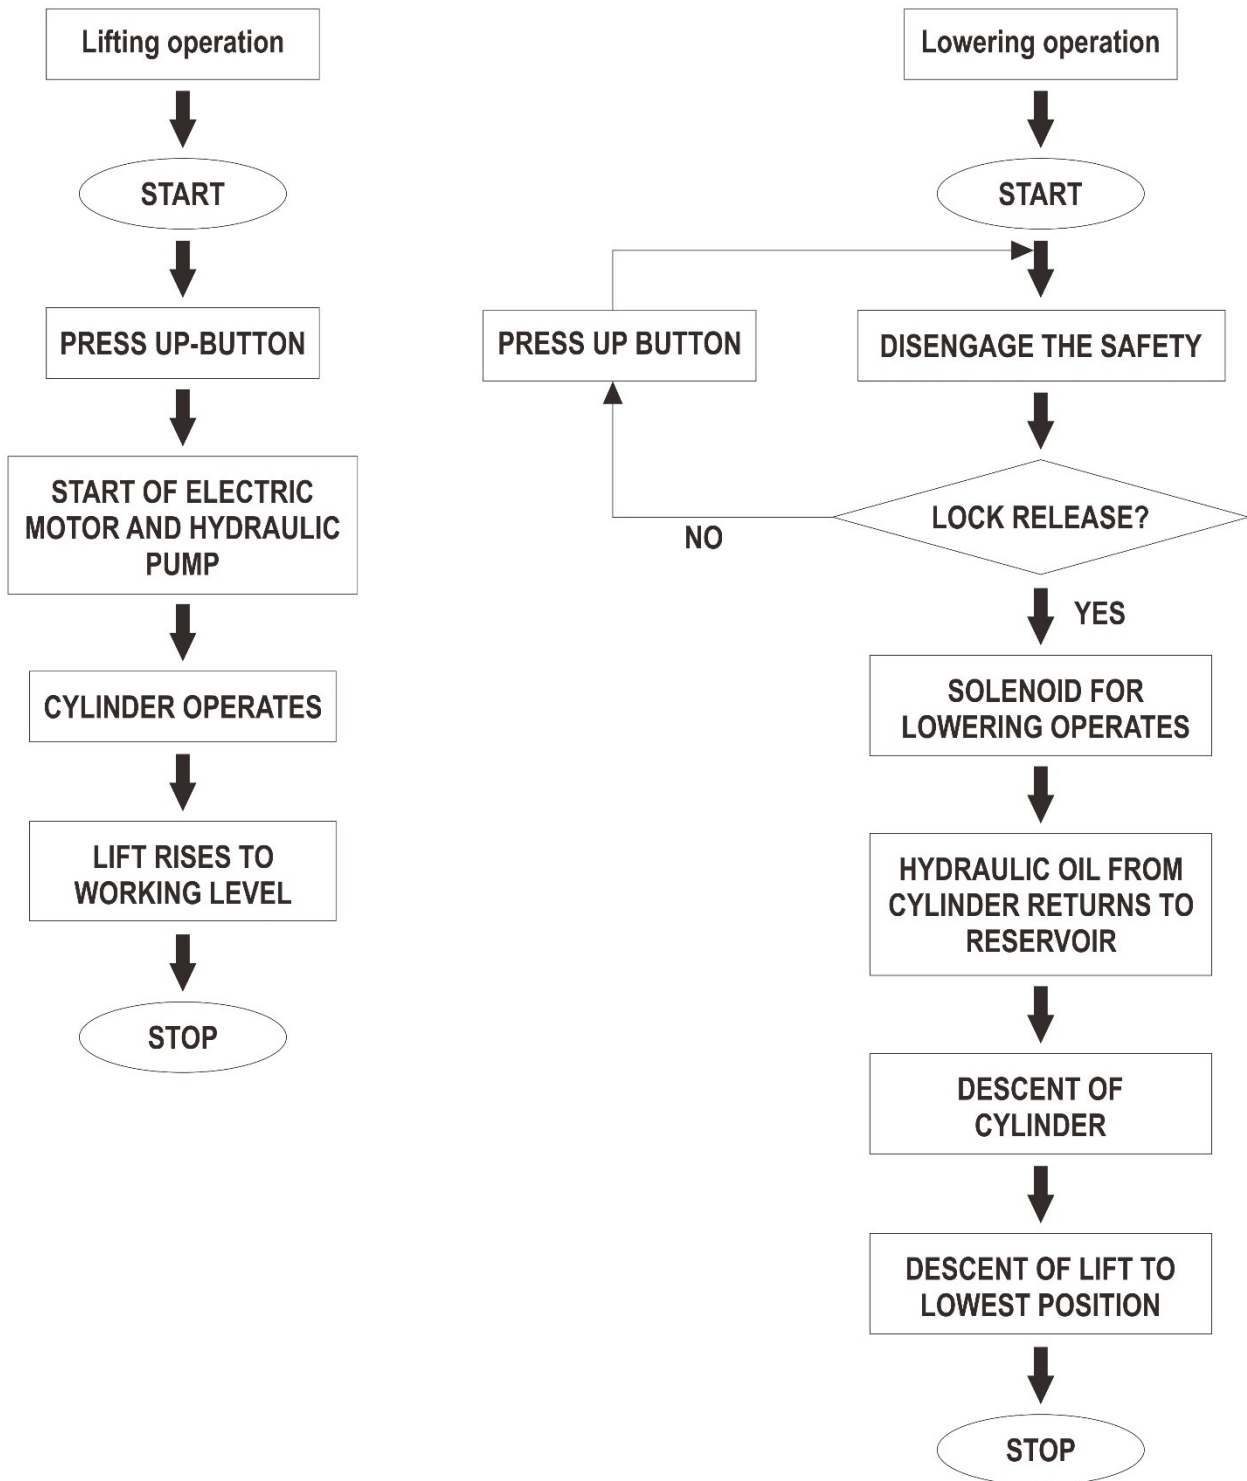 Lifting operation
START
PRESS UP-BUTTON
START OF ELECTRIC
MOTOR AND HYDRAULIC
PUMP
CYLINDER OPERATES
LIFT RISES TO
WORKING LEVEL
STOP
Lowering operation
START
PRESS UP BUTTON
DISENGAGE THE SAFETY
LOCK RELEASE?
NO
YES
SOLENOID FOR
LOWERING OPERATES
HYDRAULIC OIL FROM
CYLINDER RETURNS TO
RESERVOIR
DESCENT OF
CYLINDER
DESCENT OF LIFT TO
LOWEST POSITION
STOP